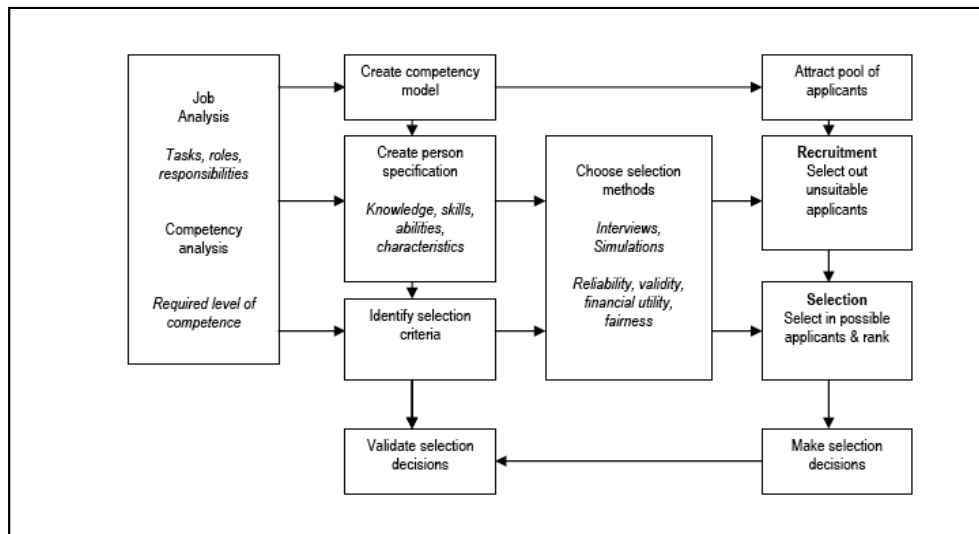 Job
Analysis
Tasks, roles,
responsibilities
Competency
analysis
Required level of
competence
Create competency
model
Create person
specification
Knowledge, skills,
abilities,
characteristics
Identify selection
criteria
Validate selection
decisions
Choose selection
methods
Interviews,
Simulations
Reliability, validity,
financial utility,
fairness
Attract pool of
applicants
Recruitment
Select out
unsuitable
applicants
Selection
Select in possible
applicants & rank
Make selection
decisions